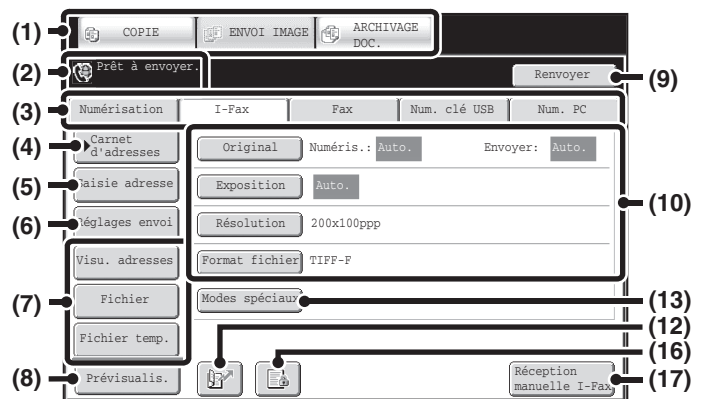 (1) COPIE ENVOI IMAGE ARCHIVAGE
DOC.
(2) Prêt à envoyer. Renvoyer (9)
(3) Numérisation I-Fax Fax Num. clé USB Num. PC
(4) Carnet
d'adresses Original Numéris.: Auto. Envoyer: Auto.
(5) Saisie adresse Exposition Auto.
(6) Réglages envoi Résolution 200x100ppp (10)
Visu. adresses Format fichier TIFF-F
(7) Fichier Modes spéciaux (13)
(12)
Fichier temp.
(16)
(8) Prévisualis. Réception
manuelle I-Fax (17)